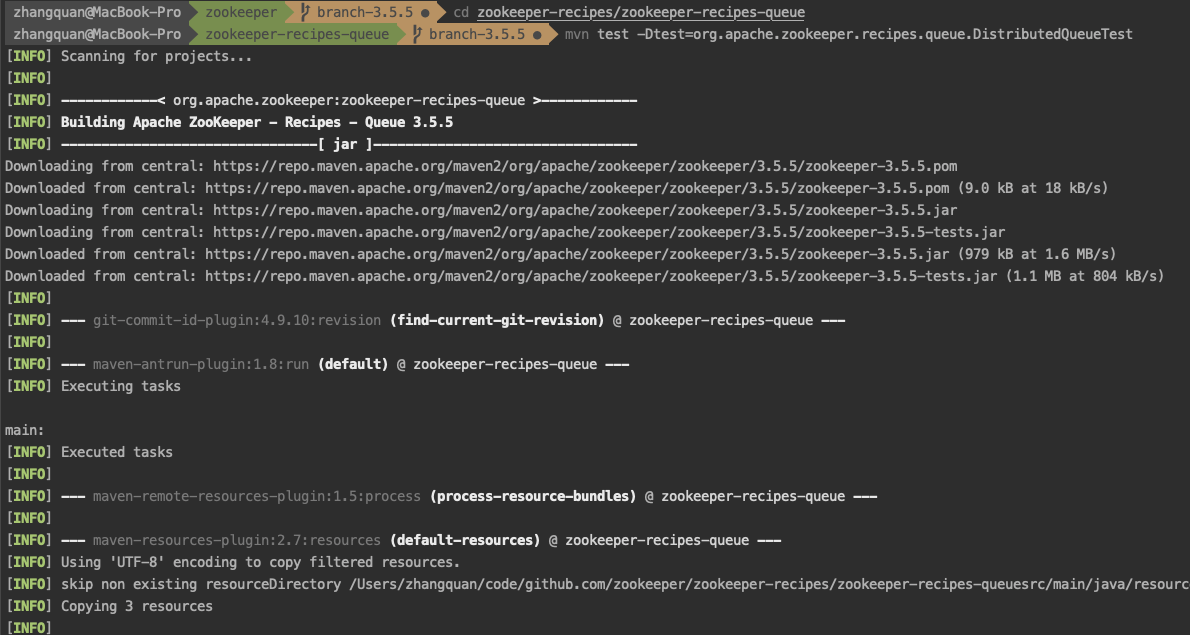 zhangquan@MacBook-Pro zookeeper branch-3.5.5 ● cd zookeeper-recipes/zookeeper-recipes-queue
zhangquan@MacBook-Pro zookeeper-recipes-queue branch-3.5.5 ● mvn test -Dtest=org.apache.zookeeper.recipes.queue.DistributedQueueTest
[INFO] Scanning for projects...
[INFO]
[INFO] ------------< org.apache.zookeeper:zookeeper-recipes-queue >------------
[INFO] Building Apache ZooKeeper - Recipes - Queue 3.5.5
[INFO] --------------------------------[ jar ]---------------------------------
Downloading from central: https://repo.maven.apache.org/maven2/org/apache/zookeeper/zookeeper/3.5.5/zookeeper-3.5.5.pom
Downloaded from central: https://repo.maven.apache.org/maven2/org/apache/zookeeper/zookeeper/3.5.5/zookeeper-3.5.5.pom (9.0 kB at 18 kB/s)
Downloading from central: https://repo.maven.apache.org/maven2/org/apache/zookeeper/zookeeper/3.5.5/zookeeper-3.5.5.jar
Downloading from central: https://repo.maven.apache.org/maven2/org/apache/zookeeper/zookeeper/3.5.5/zookeeper-3.5.5-tests.jar
Downloaded from central: https://repo.maven.apache.org/maven2/org/apache/zookeeper/zookeeper/3.5.5/zookeeper-3.5.5.jar (979 kB at 1.6 MB/s)
Downloaded from central: https://repo.maven.apache.org/maven2/org/apache/zookeeper/zookeeper/3.5.5/zookeeper-3.5.5-tests.jar (1.1 MB at 804 kB/s)
[INFO]
[INFO] --- git-commit-id-plugin:4.9.10:revision (find-current-git-revision) @ zookeeper-recipes-queue ---
[INFO]
[INFO] --- maven-antrun-plugin:1.8:run (default) @ zookeeper-recipes-queue ---
[INFO] Executing tasks
main:
[INFO] Executed tasks
[INFO]
[INFO] --- maven-remote-resources-plugin:1.5:process (process-resource-bundles) @ zookeeper-recipes-queue ---
[INFO]
[INFO] --- maven-resources-plugin:2.7:resources (default-resources) @ zookeeper-recipes-queue ---
[INFO] Using 'UTF-8' encoding to copy filtered resources.
[INFO] skip non existing resourceDirectory /Users/zhangquan/code/github.com/zookeeper/zookeeper-recipes/zookeeper-recipes-queuesrc/main/java/resourc
[INFO] Copying 3 resources
[INFO]